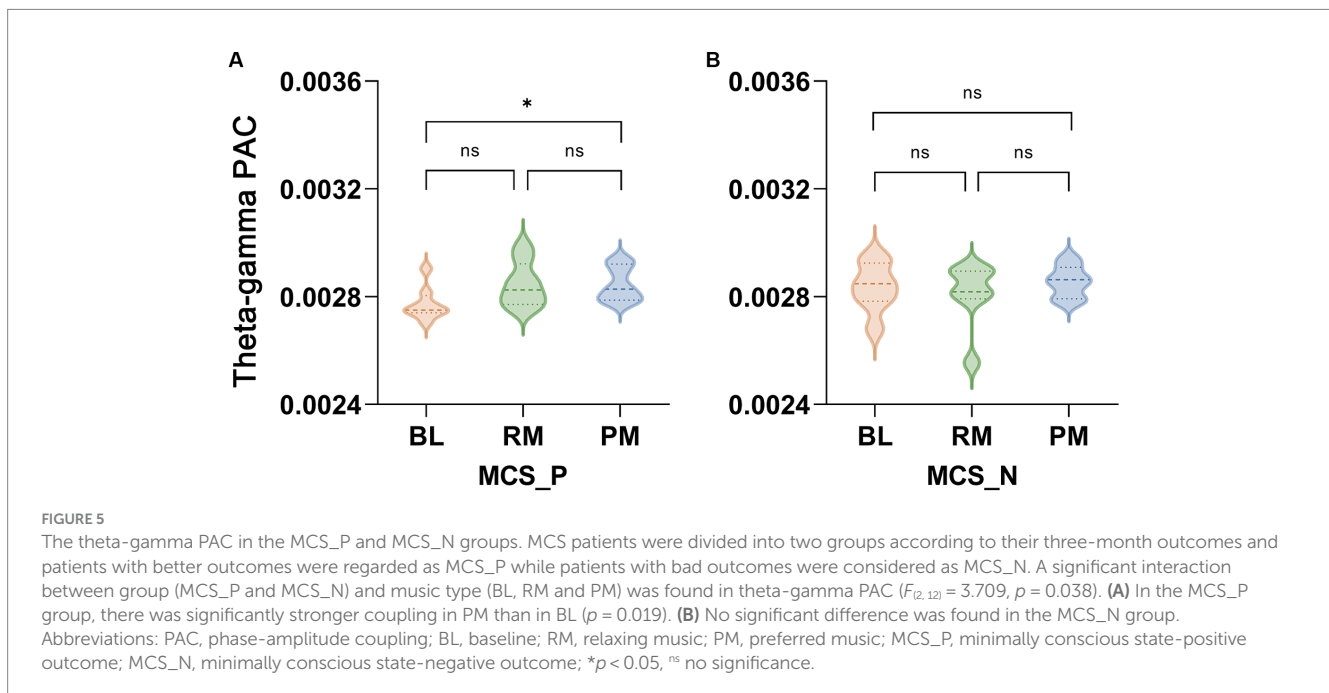 A
Theta-gamma PAC
0.0036
0.0032
0.0028
0.0024
*
ns
ns
BL
RM
PM
MCS_P
B
0.0036
0.0032
0.0028
0.0024
ns
ns
ns
BL
RM
PM
MCS_N
FIGURE 5
The theta-gamma PAC in the MCS_P and MCS_N groups. MCS patients were divided into two groups according to their three-month outcomes and
patients with better outcomes were regarded as MCS_P while patients with bad outcomes were considered as MCS_N. A significant interaction
between group (MCS_P and MCS_N) and music type (BL, RM and PM) was found in theta-gamma PAC (F(2, 12) = 3.709, p = 0.038). (A) In the MCS_P
group, there was significantly stronger coupling in PM than in BL (p = 0.019). (B) No significant difference was found in the MCS_N group.
Abbreviations: PAC, phase-amplitude coupling; BL, baseline; RM, relaxing music; PM, preferred music; MCS_P, minimally conscious state-positive
outcome; MCS_N, minimally conscious state-negative outcome; *p < 0.05, ns no significance.